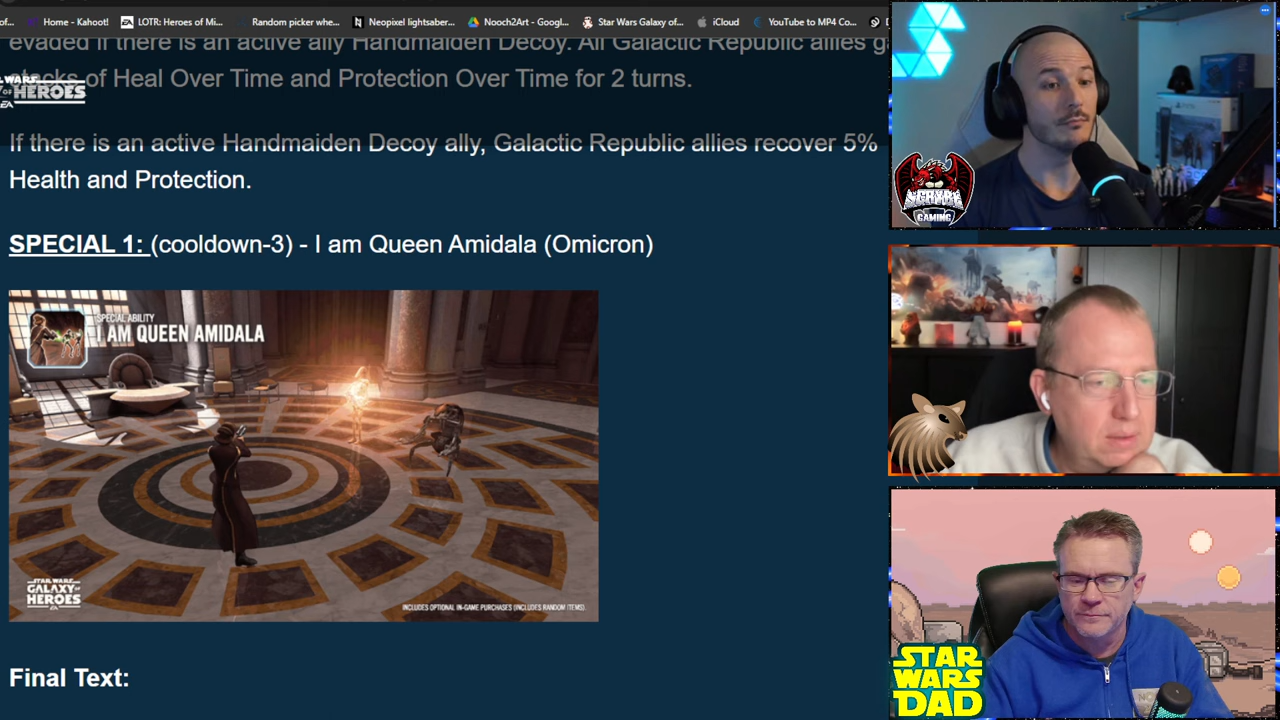 Home - Kahoot!
LOTR: Heroes of Mi...
Random picker whe...
Neopixel lightsaber...
Nooch2Art - Googl...
Star Wars Galaxy of...
iCloud
YouTube to MP4 Co...
evaded if there is an active ally Handmaiden Decoy. All Galactic Republic allies
stacks of Heal Over Time and Protection Over Time for 2 turns.
WARS
OF HEROES
EA
If there is an active Handmaiden Decoy ally, Galactic Republic allies recover 5%
Health and Protection.
SPECIAL 1: (cooldown-3) - I am Queen Amidala (Omicron)
SPECIAL ABILITY
I AM QUEEN AMIDALA
STAR WARS
GALAXY OF
HEROES
EA
INCLUDES OPTIONAL IN-GAME PURCHASES (INCLUDES RANDOM ITEMS).
Final Text:
SCRYBE
GAMING
STAR
WARS
DAD